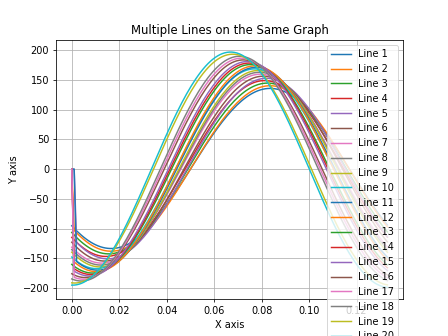 Multiple Lines on the Same Graph
Y axis
200
150
100
50
0
−50
−100
−150
−200
0.00
0.02
0.04
0.06
0.08
0.10
X axis
Line 1
Line 2
Line 3
Line 4
Line 5
Line 6
Line 7
Line 8
Line 9
Line 10
Line 11
Line 12
Line 13
Line 14
Line 15
Line 16
Line 17
Line 18
Line 19
Line 20